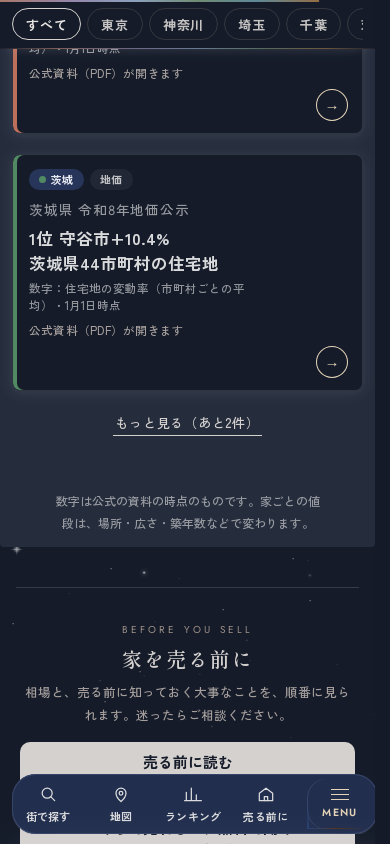 すべて
東京
神奈川
埼玉
千葉
均）・1月1日時点
公式資料（PDF）が開きます
→
茨城
地価
茨城県 令和8年地価公示
1位 守谷市+10.4%
茨城県44市町村の住宅地
数字：住宅地の変動率（市町村ごとの平
均）・1月1日時点
公式資料（PDF）が開きます
→
もっと見る（あと2件）
数字は公式の資料の時点のものです。家ごとの値
段は、場所・広さ・築年数などで変わります。
BEFORE YOU SELL
家を売る前に
相場と、売る前に知っておく大事なことを、順番に見ら
れます。迷ったらご相談ください。
売る前に読む
街で探す
地図
ランキング
売る前に
MENU